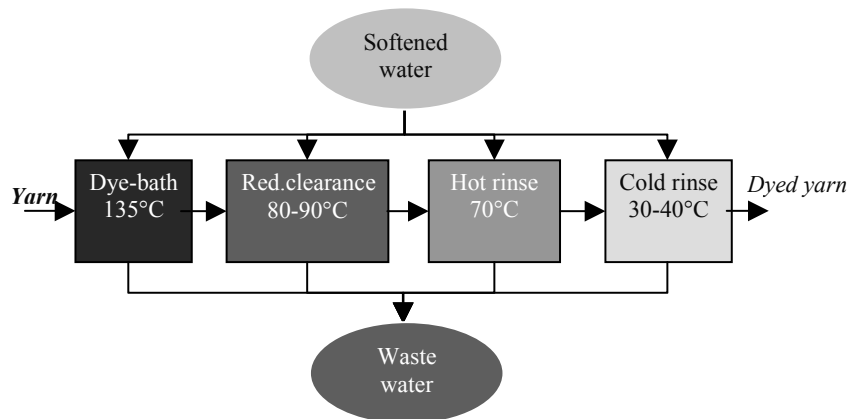 Softened
water
Yarn
Dye-bath
135°C
Red.clearance
80-90°C
Hot rinse
70°C
Cold rinse
30-40°C
Dyed yarn
Waste
water